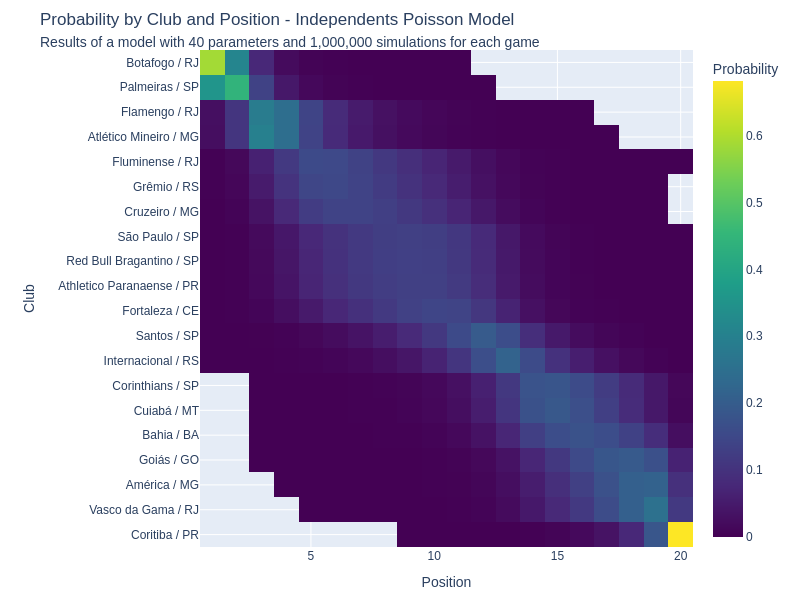 Probability by Club and Position - Independents Poisson Model
Results of a model with 40 parameters and 1,000,000 simulations for each game
Probability
Botafogo / RJ
Palmeiras / SP
Flamengo / RJ
Atlético Mineiro / MG
Fluminense / RJ
Grêmio / RS
Cruzeiro / MG
São Paulo / SP
Red Bull Bragantino / SP
Athletico Paranaense / PR
Fortaleza / CE
Santos / SP
Internacional / RS
Corinthians / SP
Cuiabá / MT
Bahia / BA
Goiás / GO
América / MG
Vasco da Gama / RJ
Coritiba / PR
Club
5
10
15
20
Position
0.6
0.5
0.4
0.3
0.2
0.1
0